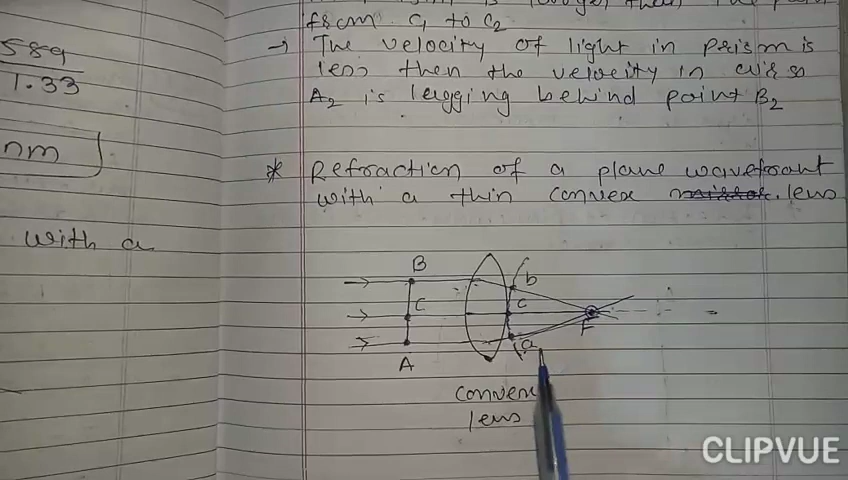 589
1.33
nm
with a
from C1 to C2
→ The velocity of light in prism is
less then the velocity in air so
A2 is lagging behind point B2
* Refraction of a plane wavefront
with a thin convex lens
B
b
C
c
F
A
a
convex
lens
CLIPVUE